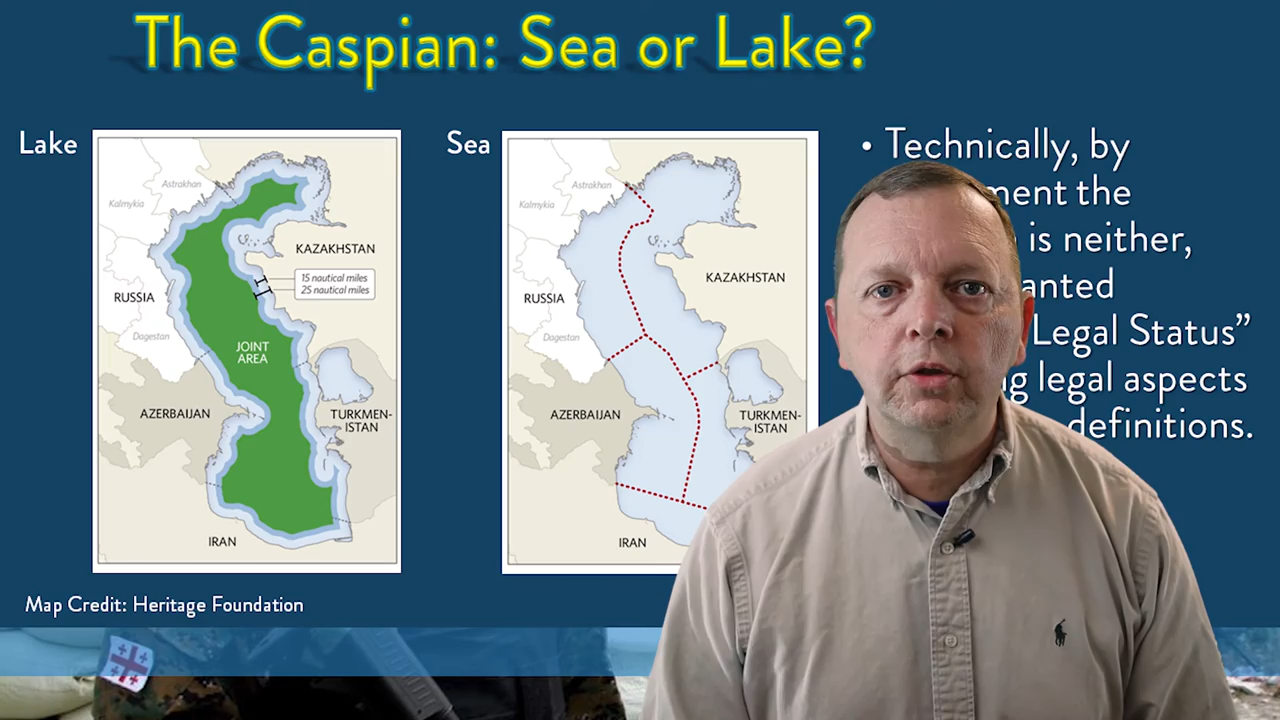 The Caspian: Sea or Lake?
Lake
Astrakhan
Kalmykia
KAZAKHSTAN
15 nautical miles
25 nautical miles
RUSSIA
Dagestan
JOINT
AREA
AZERBAIJAN
TURKMEN-
ISTAN
IRAN
Map Credit: Heritage Foundation
Sea
Astrakhan
Kalmykia
KAZAKHSTAN
RUSSIA
Dagestan
AZERBAIJAN
TURKMEN-
ISTAN
IRAN
• Technically, by
the
is neither,
Legal Status”
legal aspects
definitions.